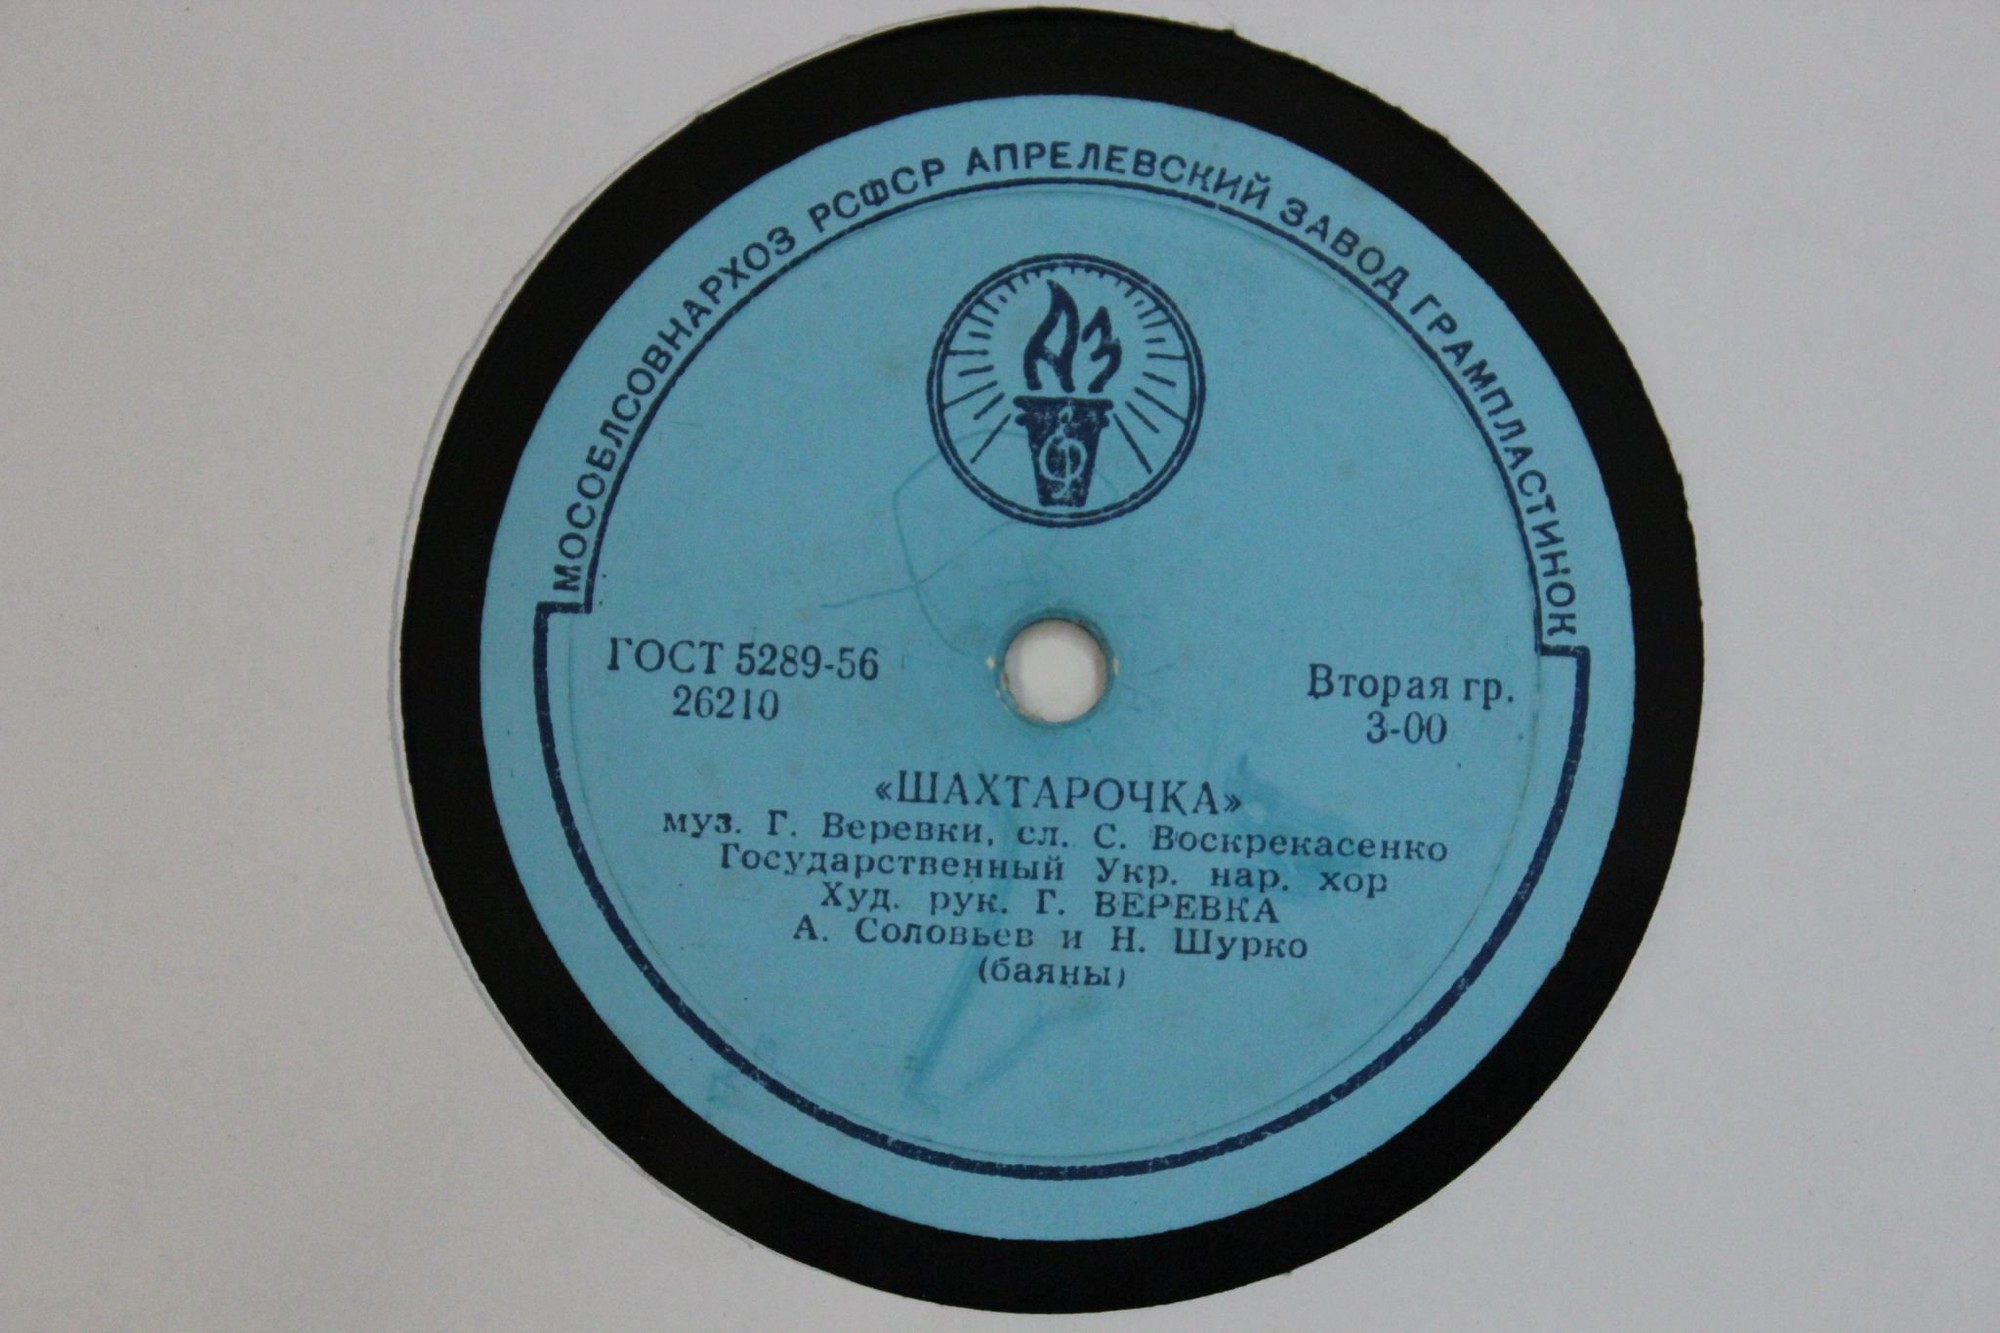 МОСОБЛСОВНАРХОЗ РСФСР АПРЕЛЕВСКИЙ ЗАВОД ГРАМПЛАСТИНОК
АЗ
Ф
ГОСТ 5289-56
26210
Вторая гр.
3-00
«ШАХТАРОЧКА»
муз. Г. Веревки, сл. С. Воскрекасенко
Государственный Укр. нар. хор
Худ. рук. Г. ВЕРЕВКА
А. Соловьев и Н. Шурко
(баяны)